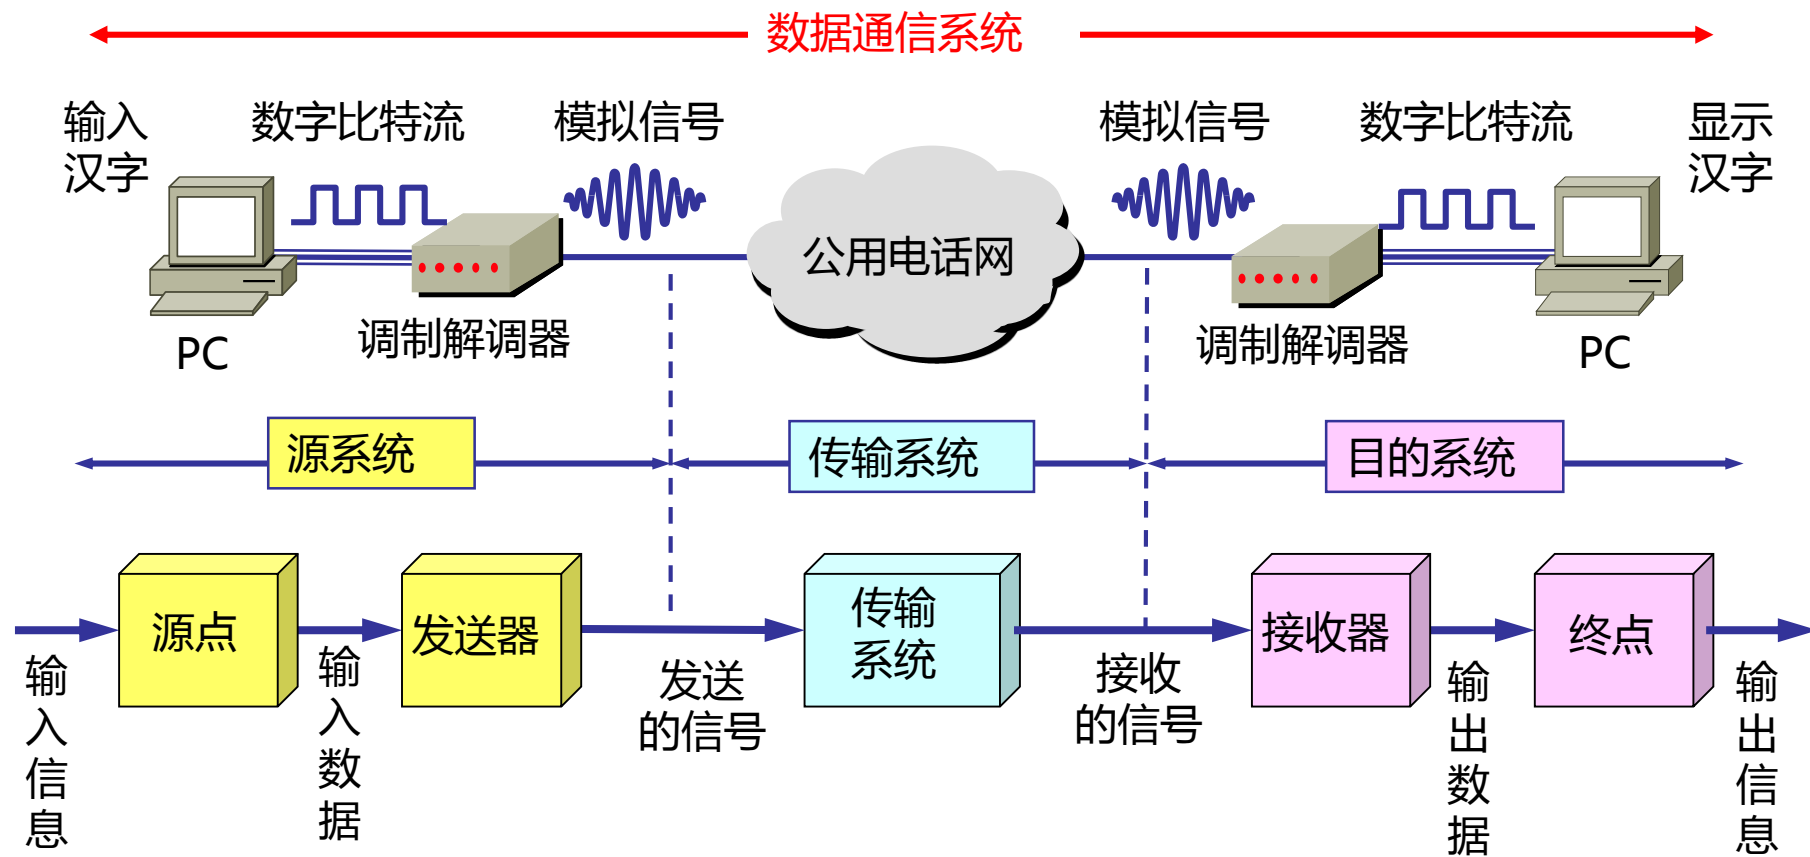 数据通信系统
输入
汉字
数字比特流
模拟信号
模拟信号
数字比特流
显示
汉字
公用电话网
PC
调制解调器
调制解调器
PC
源系统
传输系统
目的系统
源点
发送器
传输
系统
接收器
终点
输
入
信
息
输
入
数
据
发送
的信号
接收
的信号
输
出
数
据
输
出
信
息